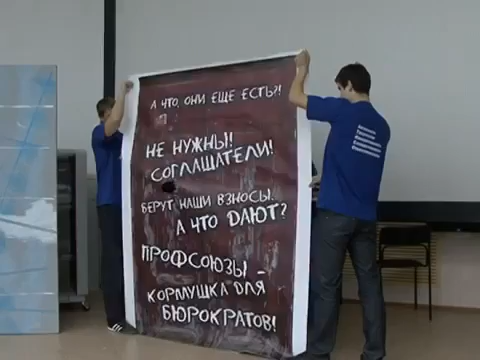 А ЧТО, ОНИ ЕЩЕ ЕСТЬ?!
НЕ НУЖНЫ!
СОГЛАШАТЕЛИ!
БЕРУТ НАШИ ВЗНОСЫ.
А ЧТО ДАЮТ?
ПРОФСОЮЗЫ -
КОРМУШКА ДЛЯ
БЮРОКРАТОВ!